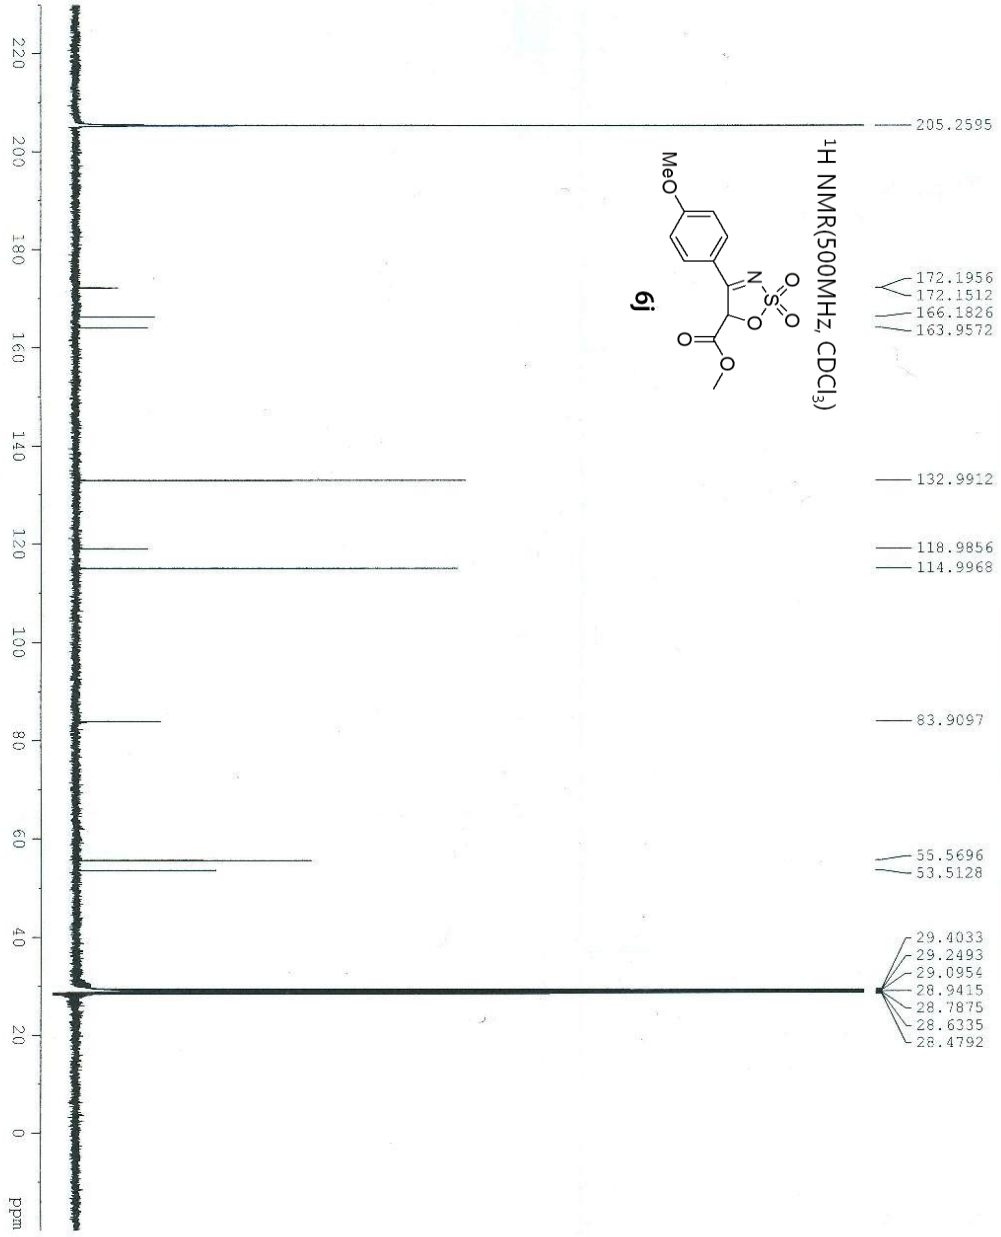 205.2595
172.1956
172.1512
166.1826
163.9572
132.9912
118.9856
114.9968
83.9097
55.5696
53.5128
29.4033
29.2493
29.0954
28.9415
28.7875
28.6335
28.4792
¹H NMR(500MHz, CDCl₃)
O
O
S
N
O
MeO
O
O
6j
220
200
180
160
140
120
100
80
60
40
20
0
ppm